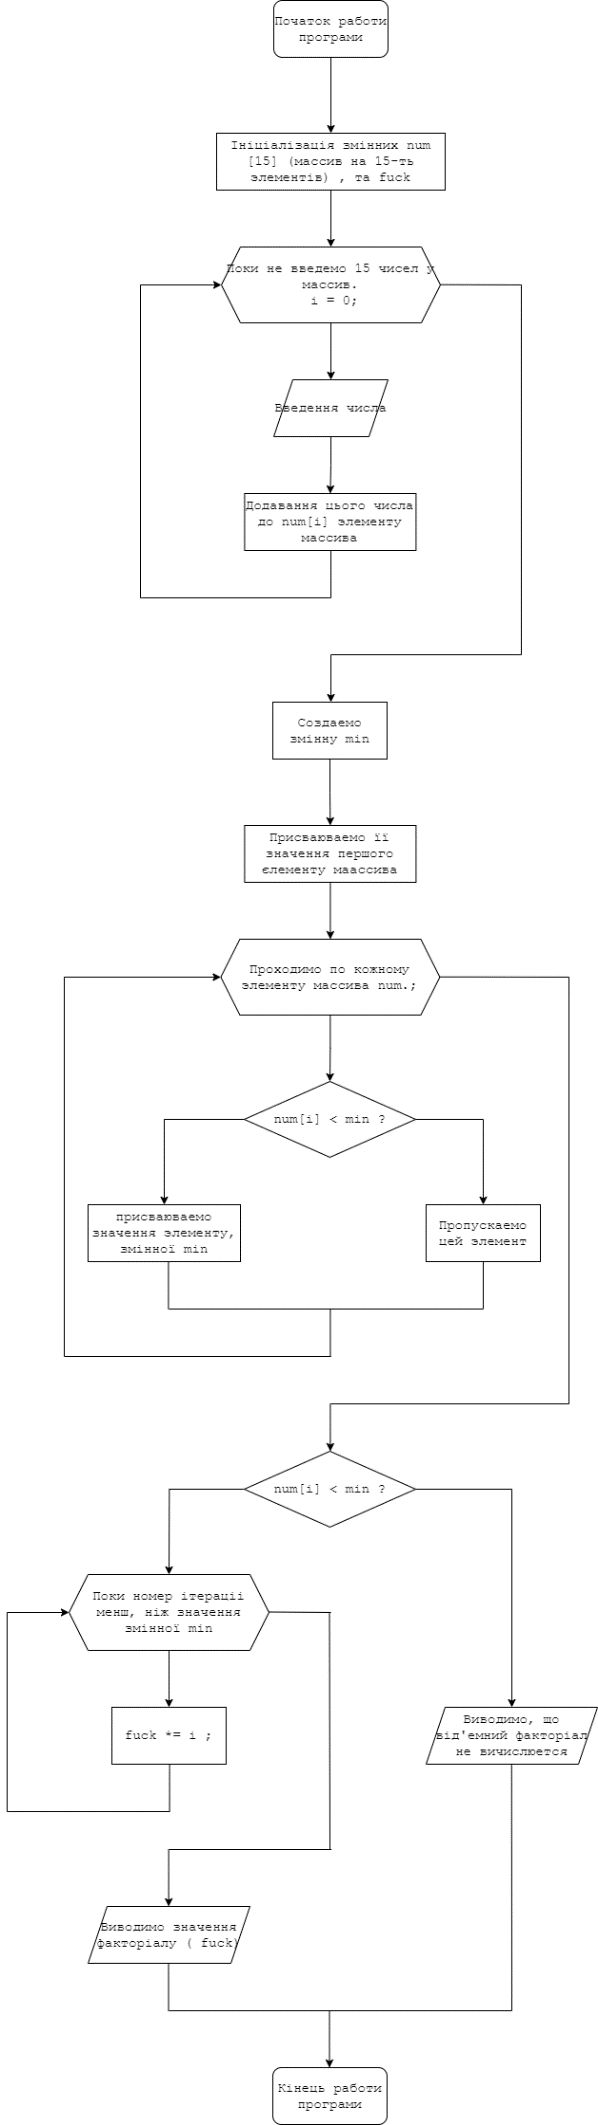 Початок работи
програми
Ініціалізація змінних num
[15] (массив на 15-ть
элементів) , та fuck
Поки не введемо 15 чисел у
массив.
i = 0;
Введення числа
Додавання цього числа
до num[i] элементу
массива
Создаемо
змінну min
Присваюваемо її
значення першого
єлементу маассива
Проходимо по кожному
элементу массива num.;
num[i] < min ?
присваюваемо
значення элементу,
змінної min
Пропускаемо
цей элемент
num[i] < min ?
Поки номер ітерації
менш, ніж значення
змінної min
fuck *= i ;
Виводимо, що
від'емний факторіал
не вичислюется
Виводимо значення
факторіалу ( fuck)
Кінець работи
програми